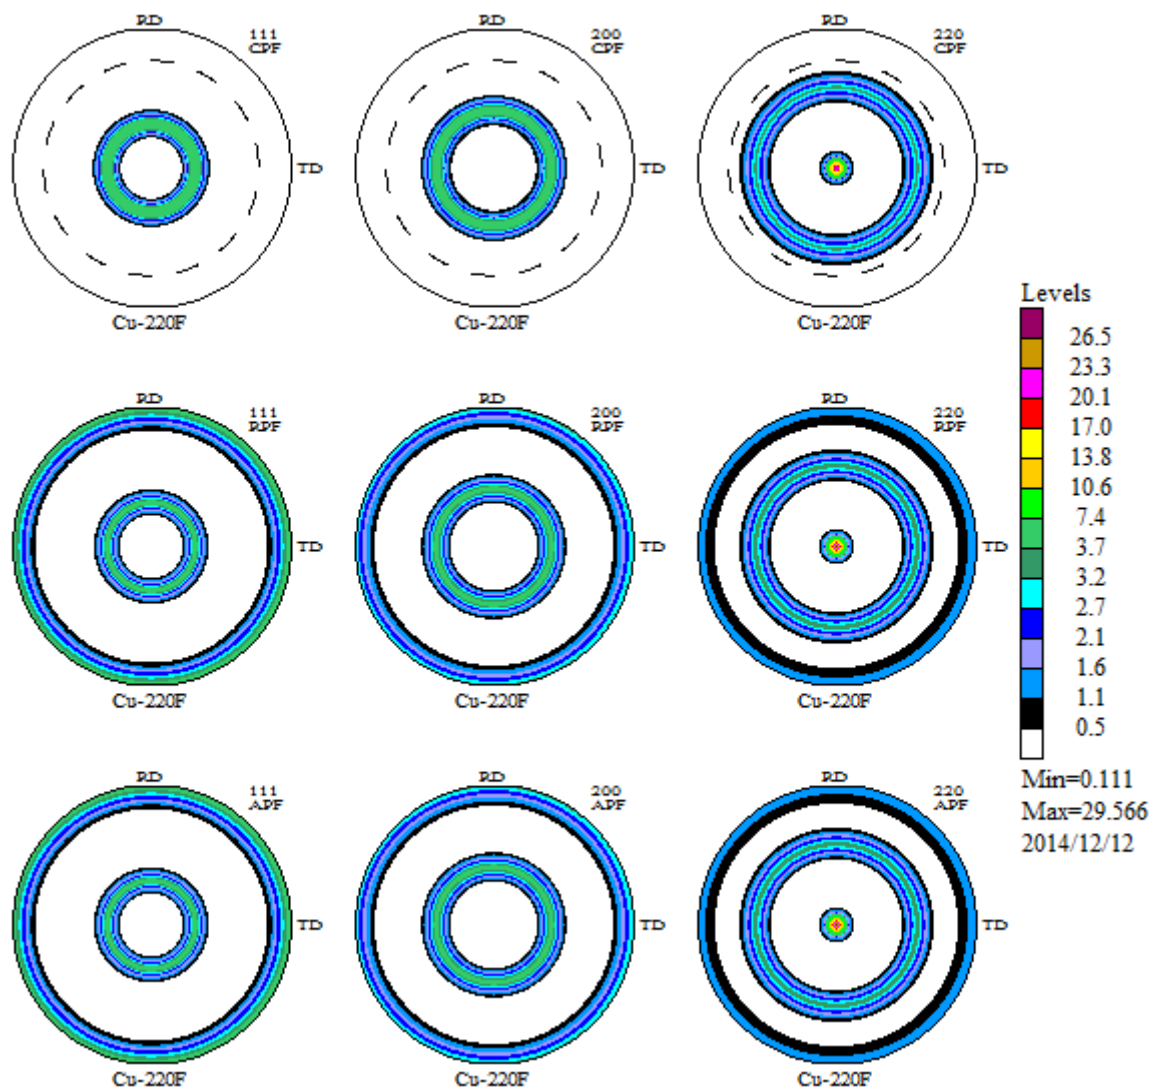 RD RD RD
111 200 220
CPF CPF CPF
TD TD TD
Cu-220F Cu-220F Cu-220F
RD RD RD
111 200 220
RPF RPF RPF
TD TD TD
Cu-220F Cu-220F Cu-220F
RD RD RD
111 200 220
APF APF APF
TD TD TD
Cu-220F Cu-220F Cu-220F
Levels
26.5
23.3
20.1
17.0
13.8
10.6
7.4
3.7
3.2
2.7
2.1
1.6
1.1
0.5
Min=0.111
Max=29.566
2014/12/12